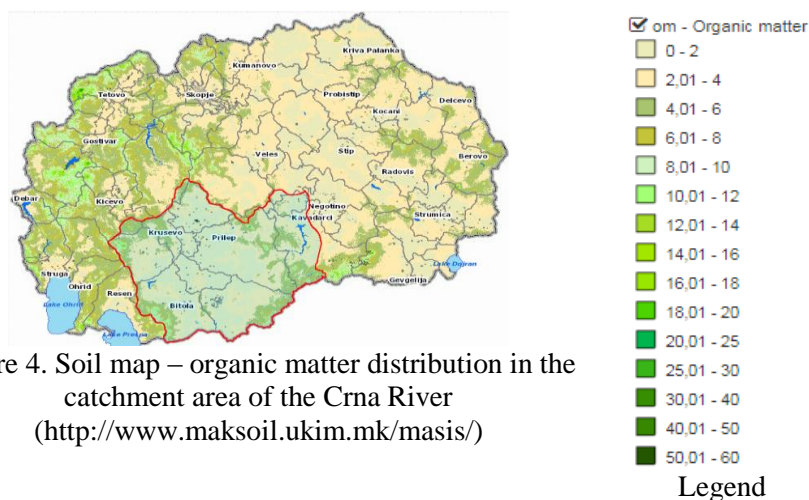 Kriva Palanka
Kumanovo
Tetovo
Skopje
Probistip
Delcevo
Kocani
Gostivar
Veles
Stip
Berovo
Radovis
Debar
Kicevo
Negotino
Kavadarci
Strumica
Krusevo
Prilep
Struga
Ohrid
Resen
Gevgelija
Lake Dojran
Lake Ohrid
Bitola
Lake Prespa
re 4. Soil map – organic matter distribution in the
catchment area of the Crna River
(http://www.maksoil.ukim.mk/masis/)
om - Organic matter
0 - 2
2,01 - 4
4,01 - 6
6,01 - 8
8,01 - 10
10,01 - 12
12,01 - 14
14,01 - 16
16,01 - 18
18,01 - 20
20,01 - 25
25,01 - 30
30,01 - 40
40,01 - 50
50,01 - 60
Legend